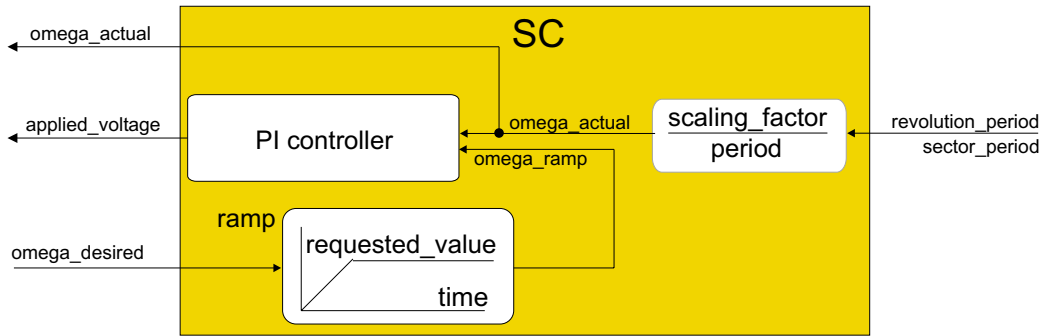 SC
omega_actual
applied_voltage
PI controller
omega_actual
omega_ramp
scaling_factor
period
revolution_period
sector_period
ramp
omega_desired
requested_value
time